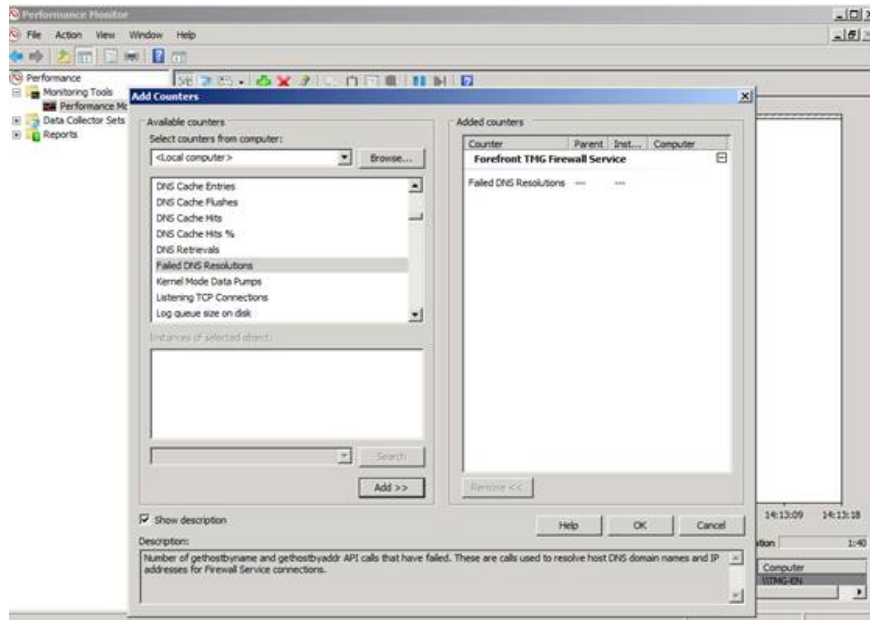 Performance Monitor
File Action View Window Help
Performance
Monitoring Tools
Performance Mo
Data Collector Sets
Reports
Add Counters
Available counters
Select counters from computer:
<Local computer>
Browse...
DNS Cache Entries
DNS Cache Flushes
DNS Cache Hits
DNS Cache Hits %
DNS Retrievals
Failed DNS Resolutions
Kernel Mode Data Pumps
Listening TCP Connections
Log queue size on disk
Instances of selected object:
Search
Add >>
Added counters
Counter Parent Inst... Computer
Forefront TMG Firewall Service
Failed DNS Resolutions --- ---
Remove <<
Show description
Help OK Cancel
Description:
Number of gethostbyname and gethostbyaddr API calls that have failed. These are calls used to resolve host DNS domain names and IP
addresses for Firewall Service connections.
14:13:09 14:13:18
ation 1:40
Computer
\\TMG-EN